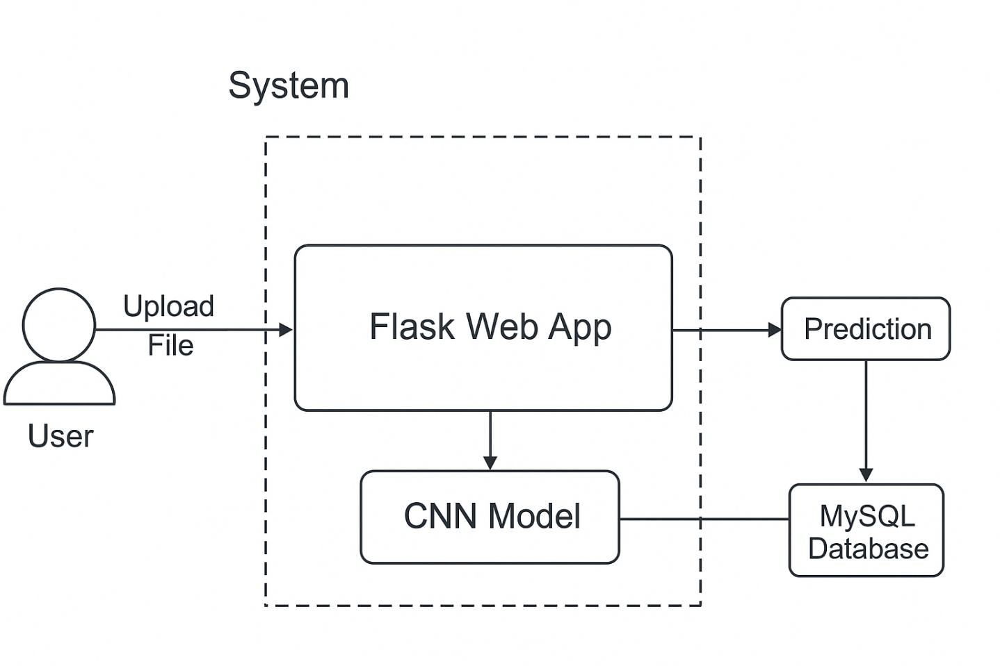 System
Upload
File
User
Flask Web App
Prediction
CNN Model
MySQL
Database